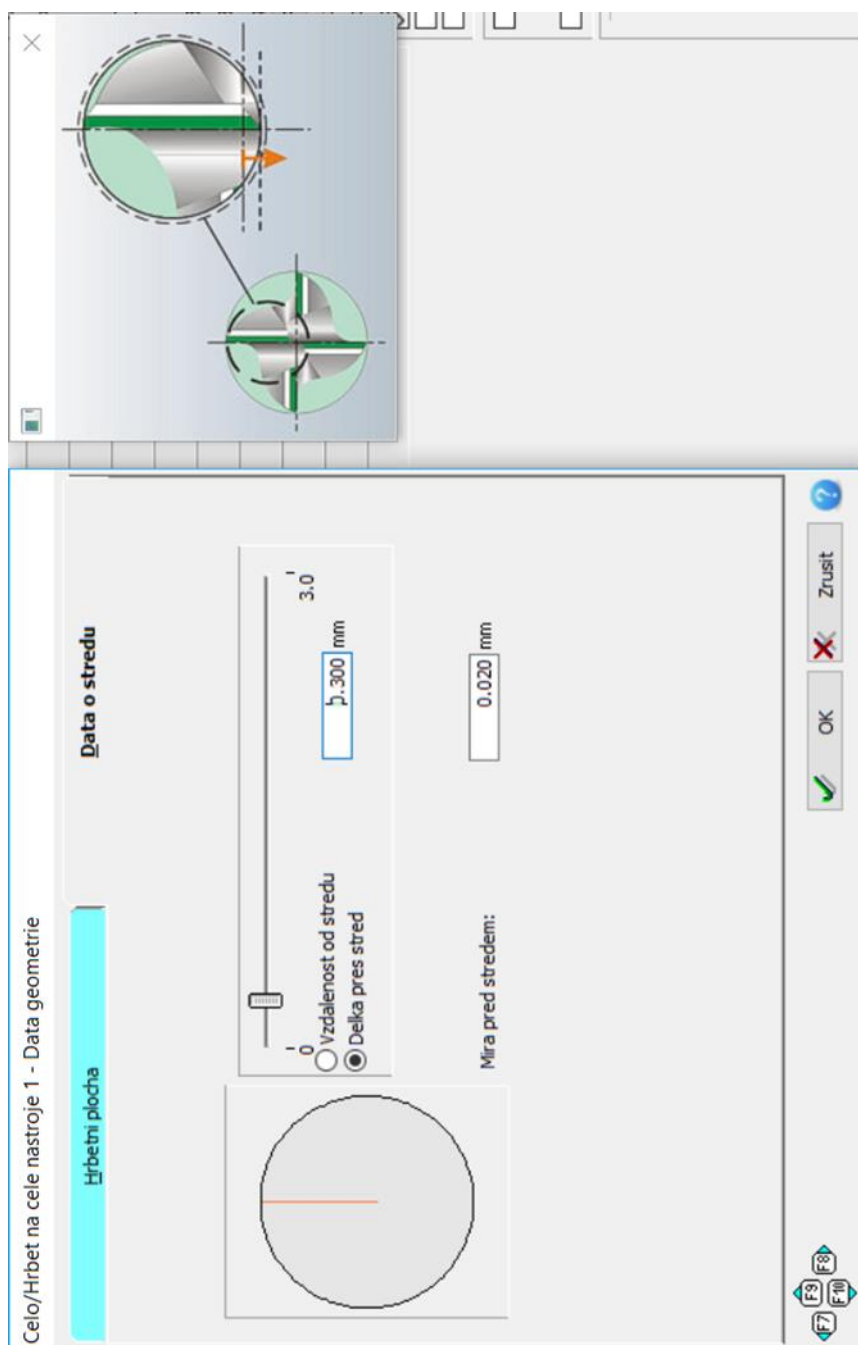 Celo/Hrbet na cele nastroje 1 - Data geometrie
Hrbetni plocha
Data o stredu
0
3.0
Vzdalenost od stredu
Delka pres stred
0.300 mm
Mira pred stredem:
0.020 mm
F7
F9
F10
F8
OK
Zrusit
?